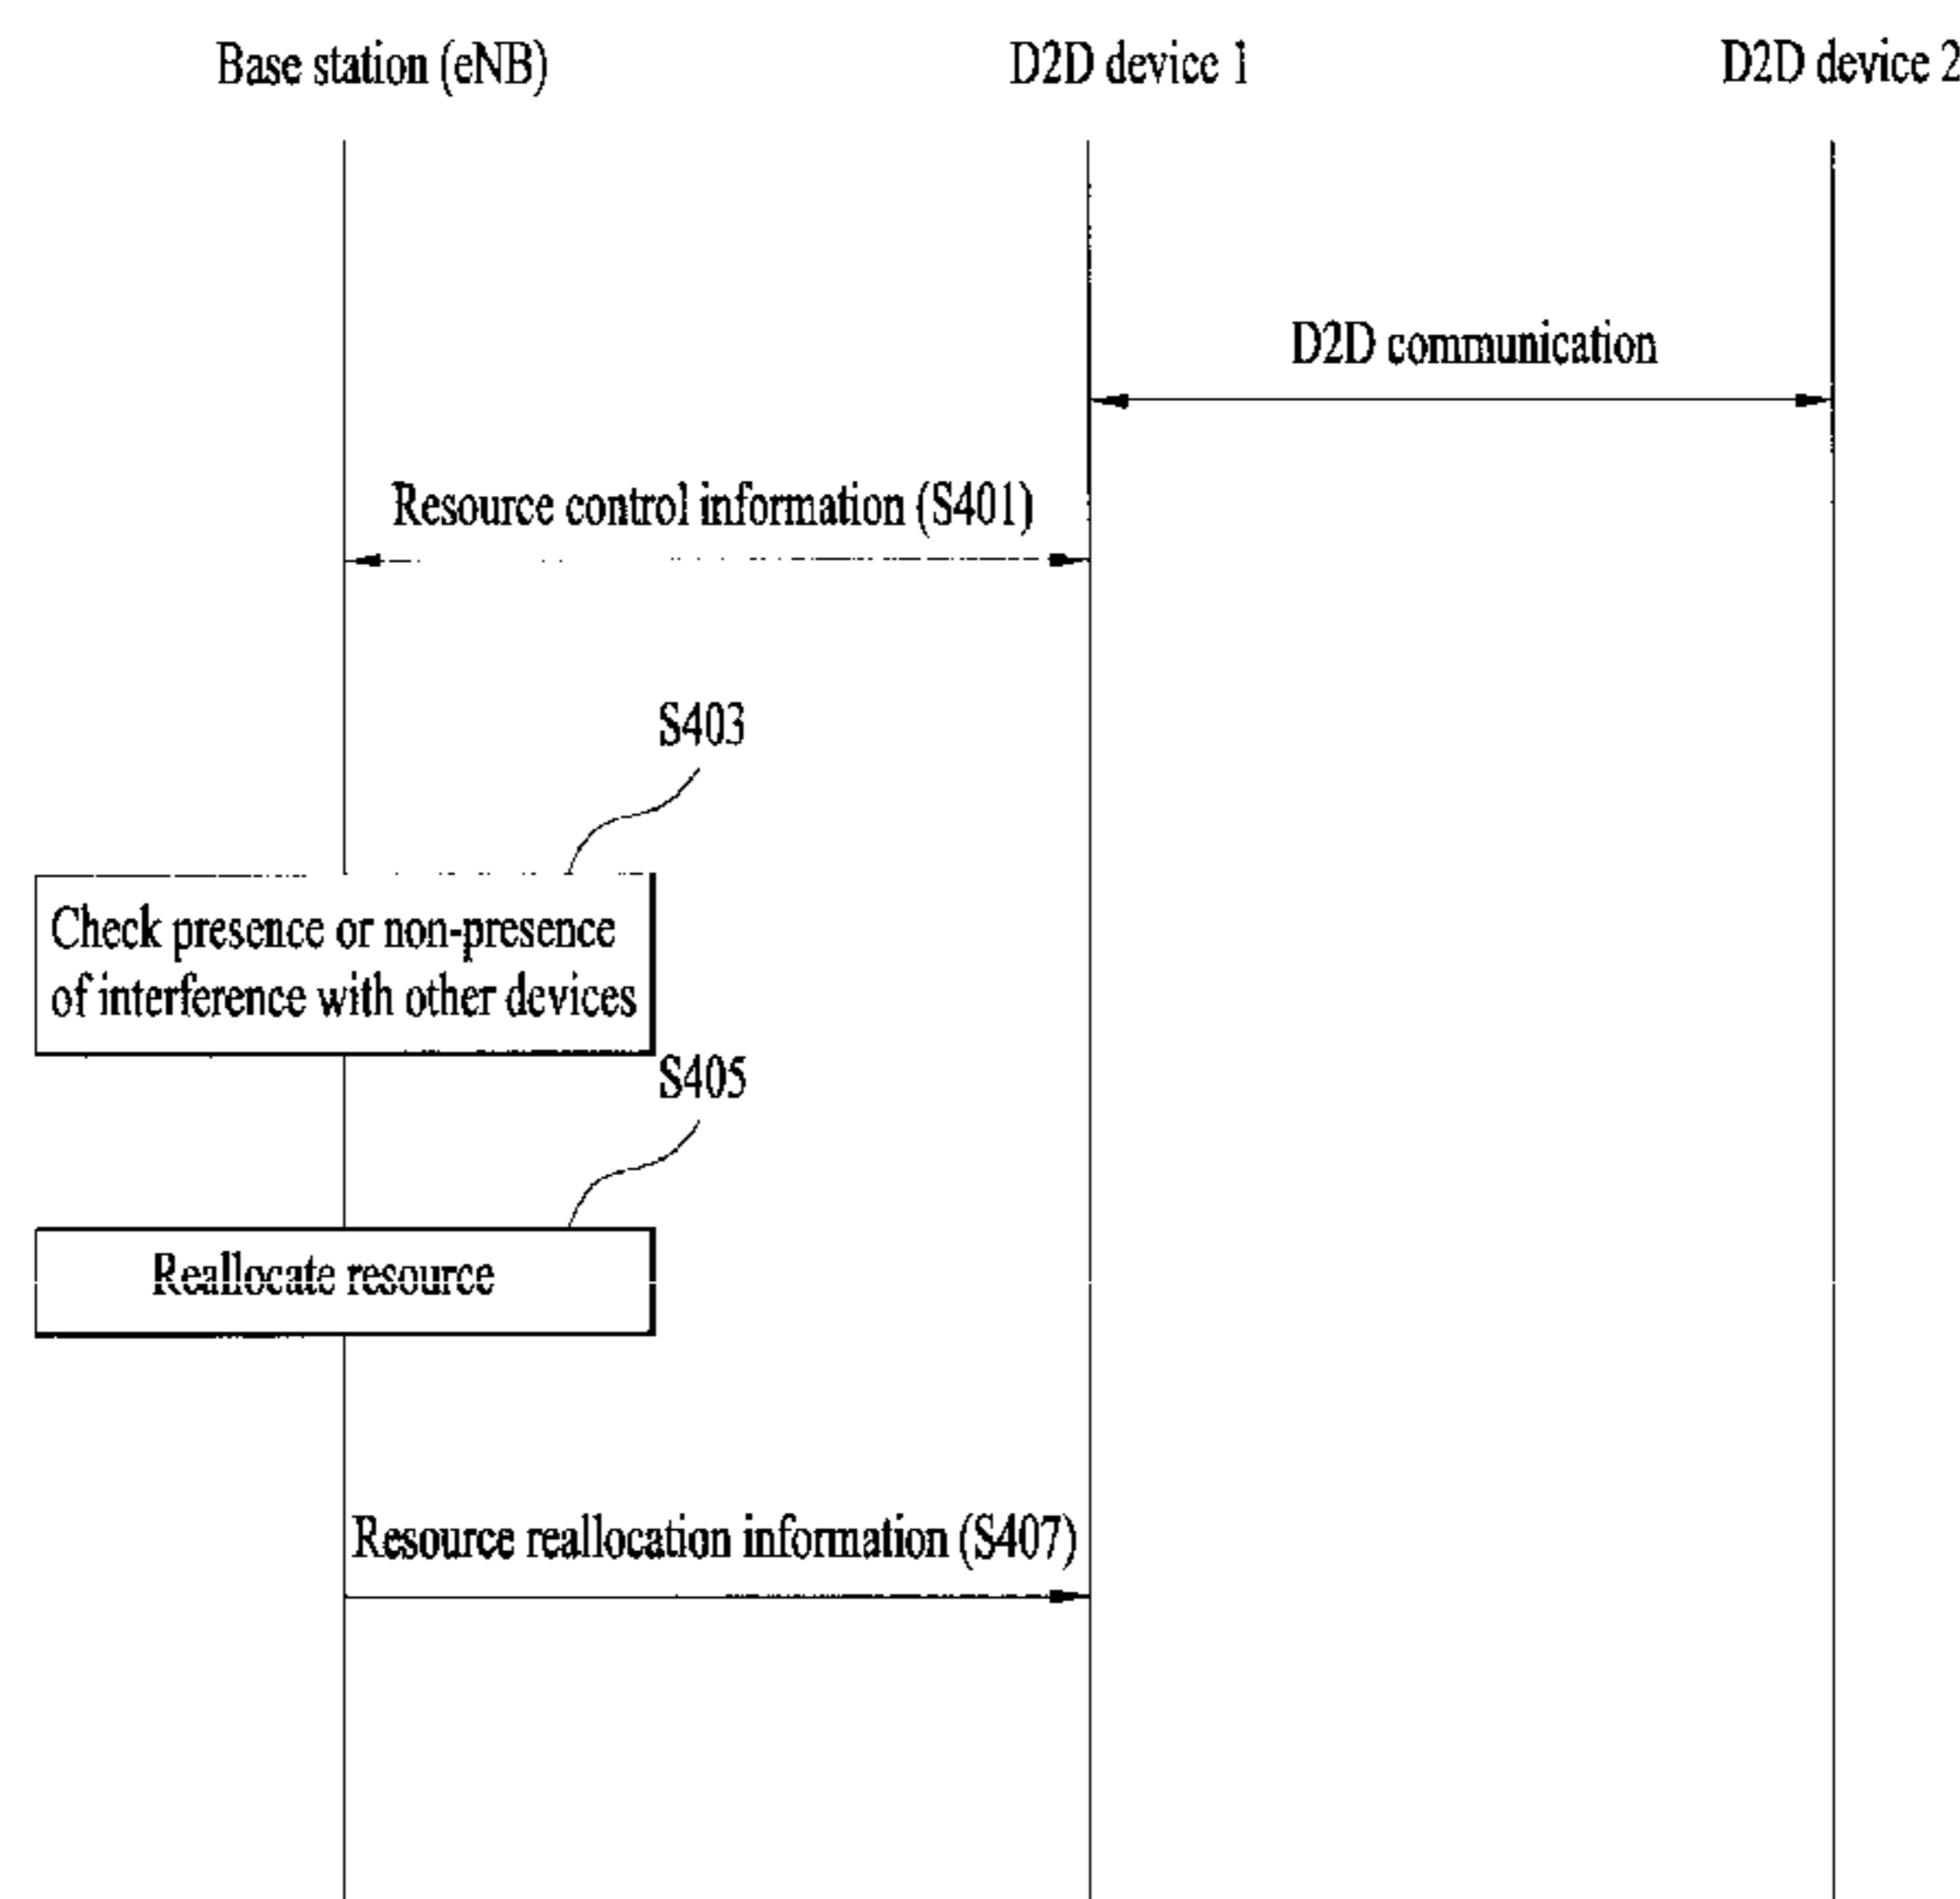 Base station (eNB)
D2D device 1
D2D device 2
D2D communication
Resource control information (S401)
S403
Check presence or non-presence
of interference with other devices
S405
Reallocate resource
Resource reallocation information (S407)